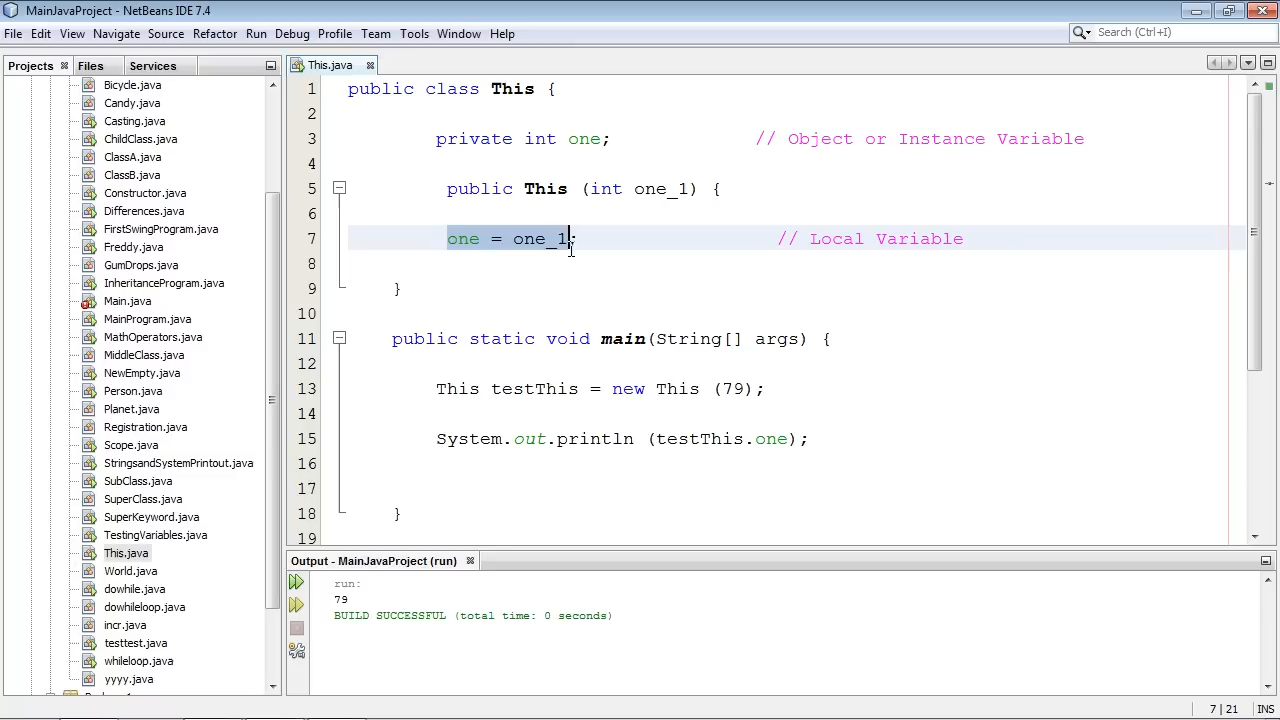 MainJavaProject - NetBeans IDE 7.4
File Edit View Navigate Source Refactor Run Debug Profile Team Tools Window Help
Search (Ctrl+I)
Projects Files Services
Bicycle.java
Candy.java
Casting.java
ChildClass.java
ClassA.java
ClassB.java
Constructor.java
Differences.java
FirstSwingProgram.java
Freddy.java
GumDrops.java
InheritanceProgram.java
Main.java
MainProgram.java
MathOperators.java
MiddleClass.java
NewEmpty.java
Person.java
Planet.java
Registration.java
Scope.java
StringsandSystemPrintout.java
SubClass.java
SuperClass.java
SuperKeyword.java
TestingVariables.java
This.java
World.java
dowhile.java
dowhileloop.java
incr.java
testtest.java
whileloop.java
yyyy.java
This.java
1 public class This {
2
3 private int one; // Object or Instance Variable
4
5 public This (int one_1) {
6
7 one = one_1; // Local Variable
8
9 }
10
11 public static void main(String[] args) {
12
13 This testThis = new This (79);
14
15 System.out.println (testThis.one);
16
17
18 }
19
Output - MainJavaProject (run)
run:
79
BUILD SUCCESSFUL (total time: 0 seconds)
7 | 21 INS